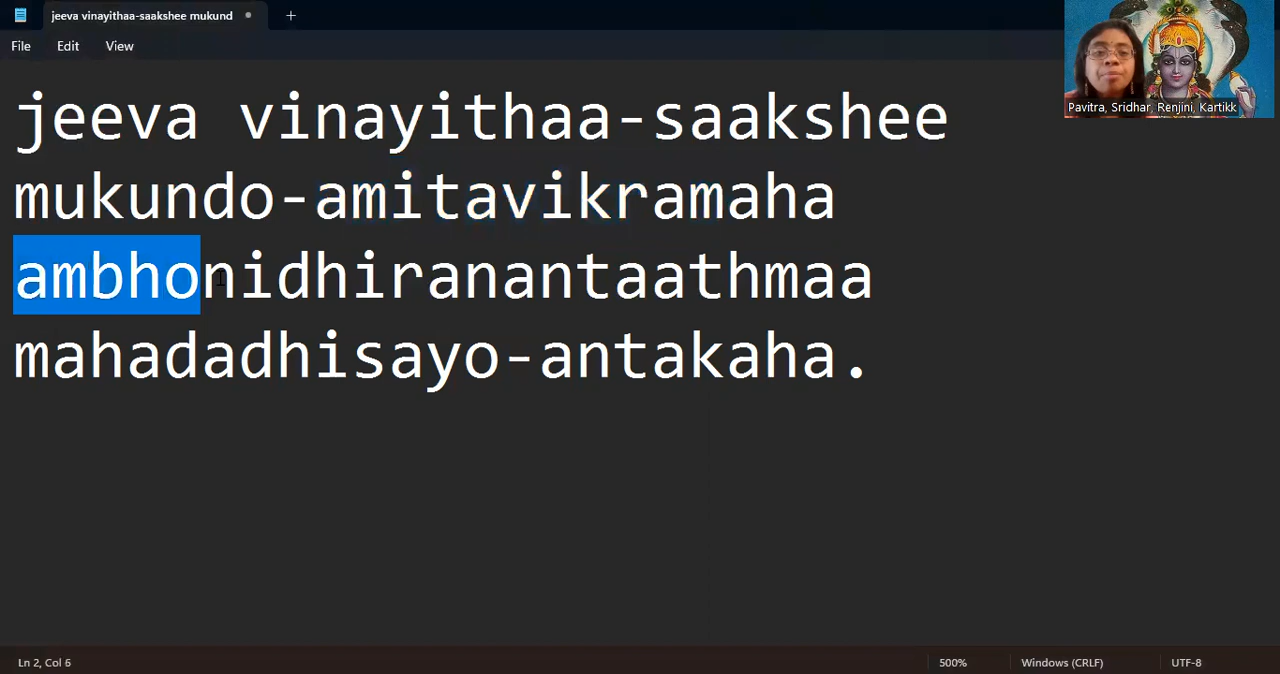 jeeva vinayithaa-saakshee mukund
File Edit View
Pavitra, Sridhar, Renjini, Kartikk
jeeva vinayithaa-saakshee
mukundo-amitavikramaha
ambhonidhiranantaathmaa
mahadadhisayo-antakaha.
Ln 2, Col 6 500% Windows (CRLF) UTF-8